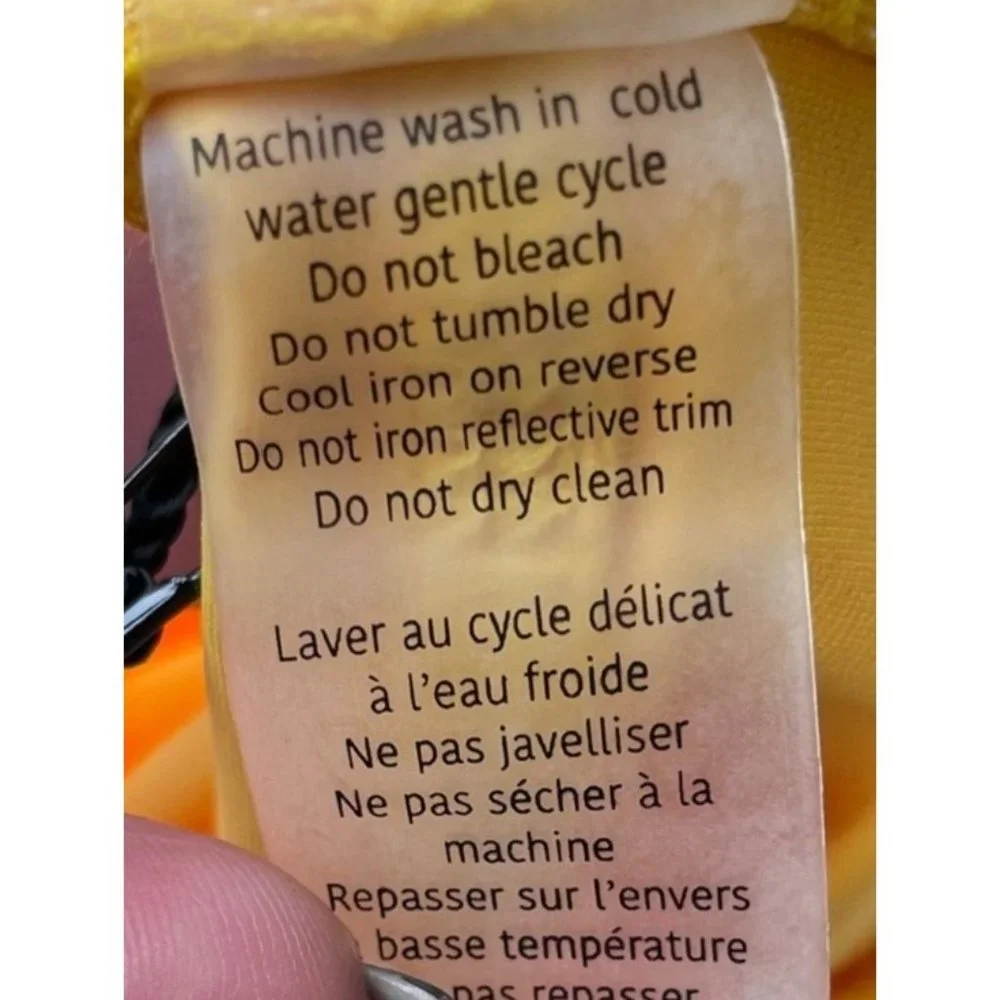 Machine wash in cold
water gentle cycle
Do not bleach
Do not tumble dry
Cool iron on reverse
Do not iron reflective trim
Do not dry clean
Laver au cycle délicat
à l'eau froide
Ne pas javelliser
Ne pas sécher à la
machine
Repasser sur l'envers
basse température
pas repasser